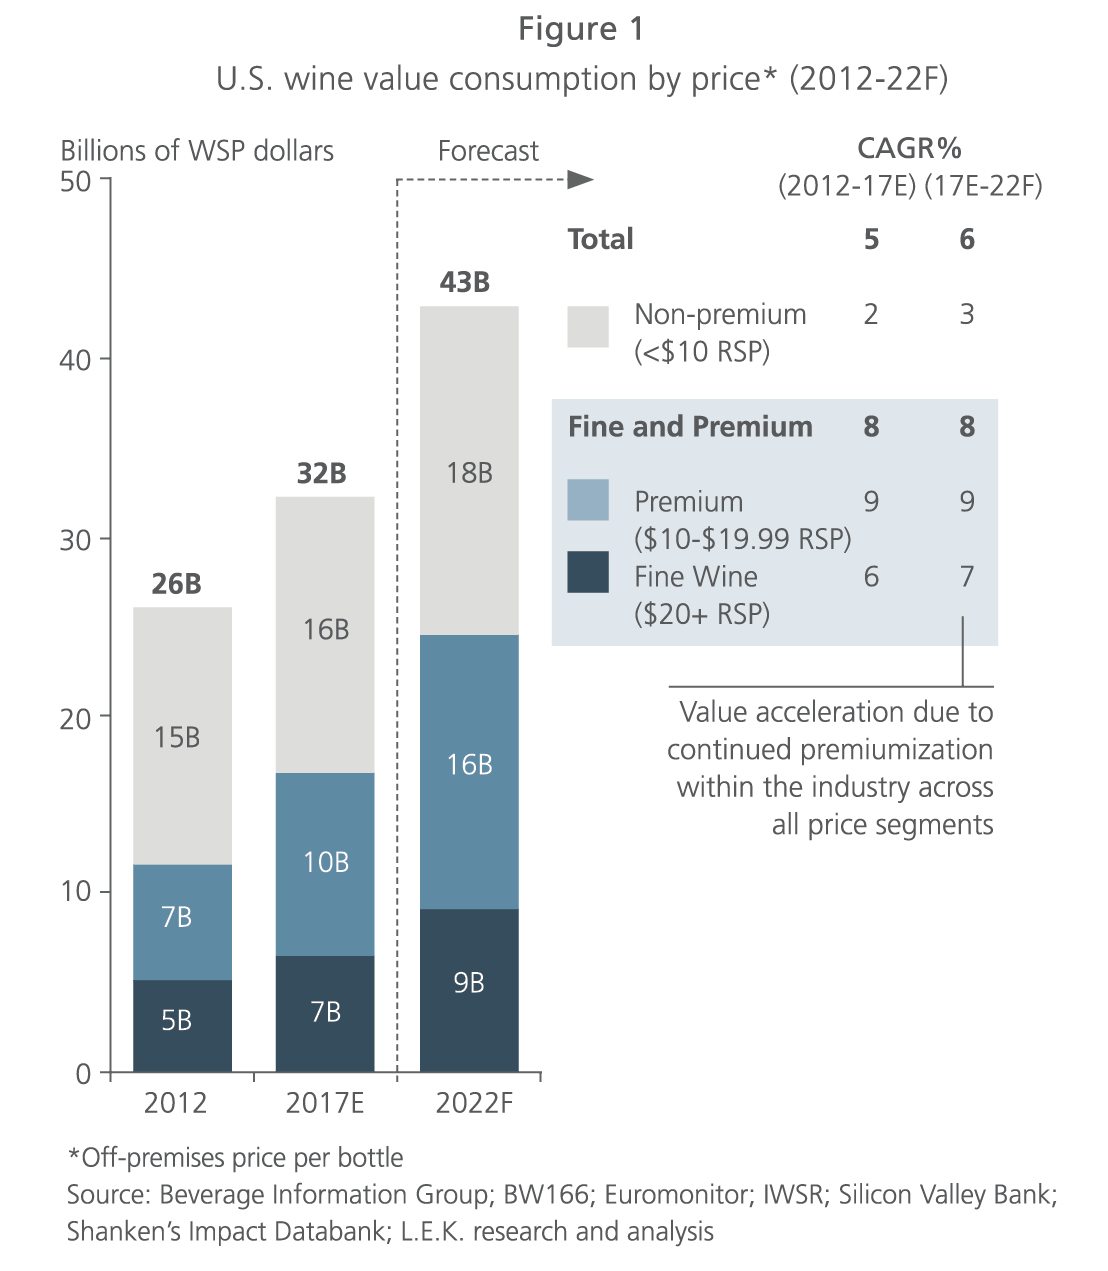 Figure 1
U.S. wine value consumption by price* (2012-22F)
Billions of WSP dollars
Forecast
CAGR%
(2012-17E) (17E-22F)
50
40
30
20
10
0
26B
15B
7B
5B
32B
16B
10B
7B
43B
18B
16B
9B
2012
2017E
2022F
Total 5 6
Non-premium 2 3
(<$10 RSP)
Fine and Premium 8 8
Premium 9 9
($10-$19.99 RSP)
Fine Wine 6 7
($20+ RSP)
Value acceleration due to
continued premiumization
within the industry across
all price segments
*Off-premises price per bottle
Source: Beverage Information Group; BW166; Euromonitor; IWSR; Silicon Valley Bank;
Shanken’s Impact Databank; L.E.K. research and analysis